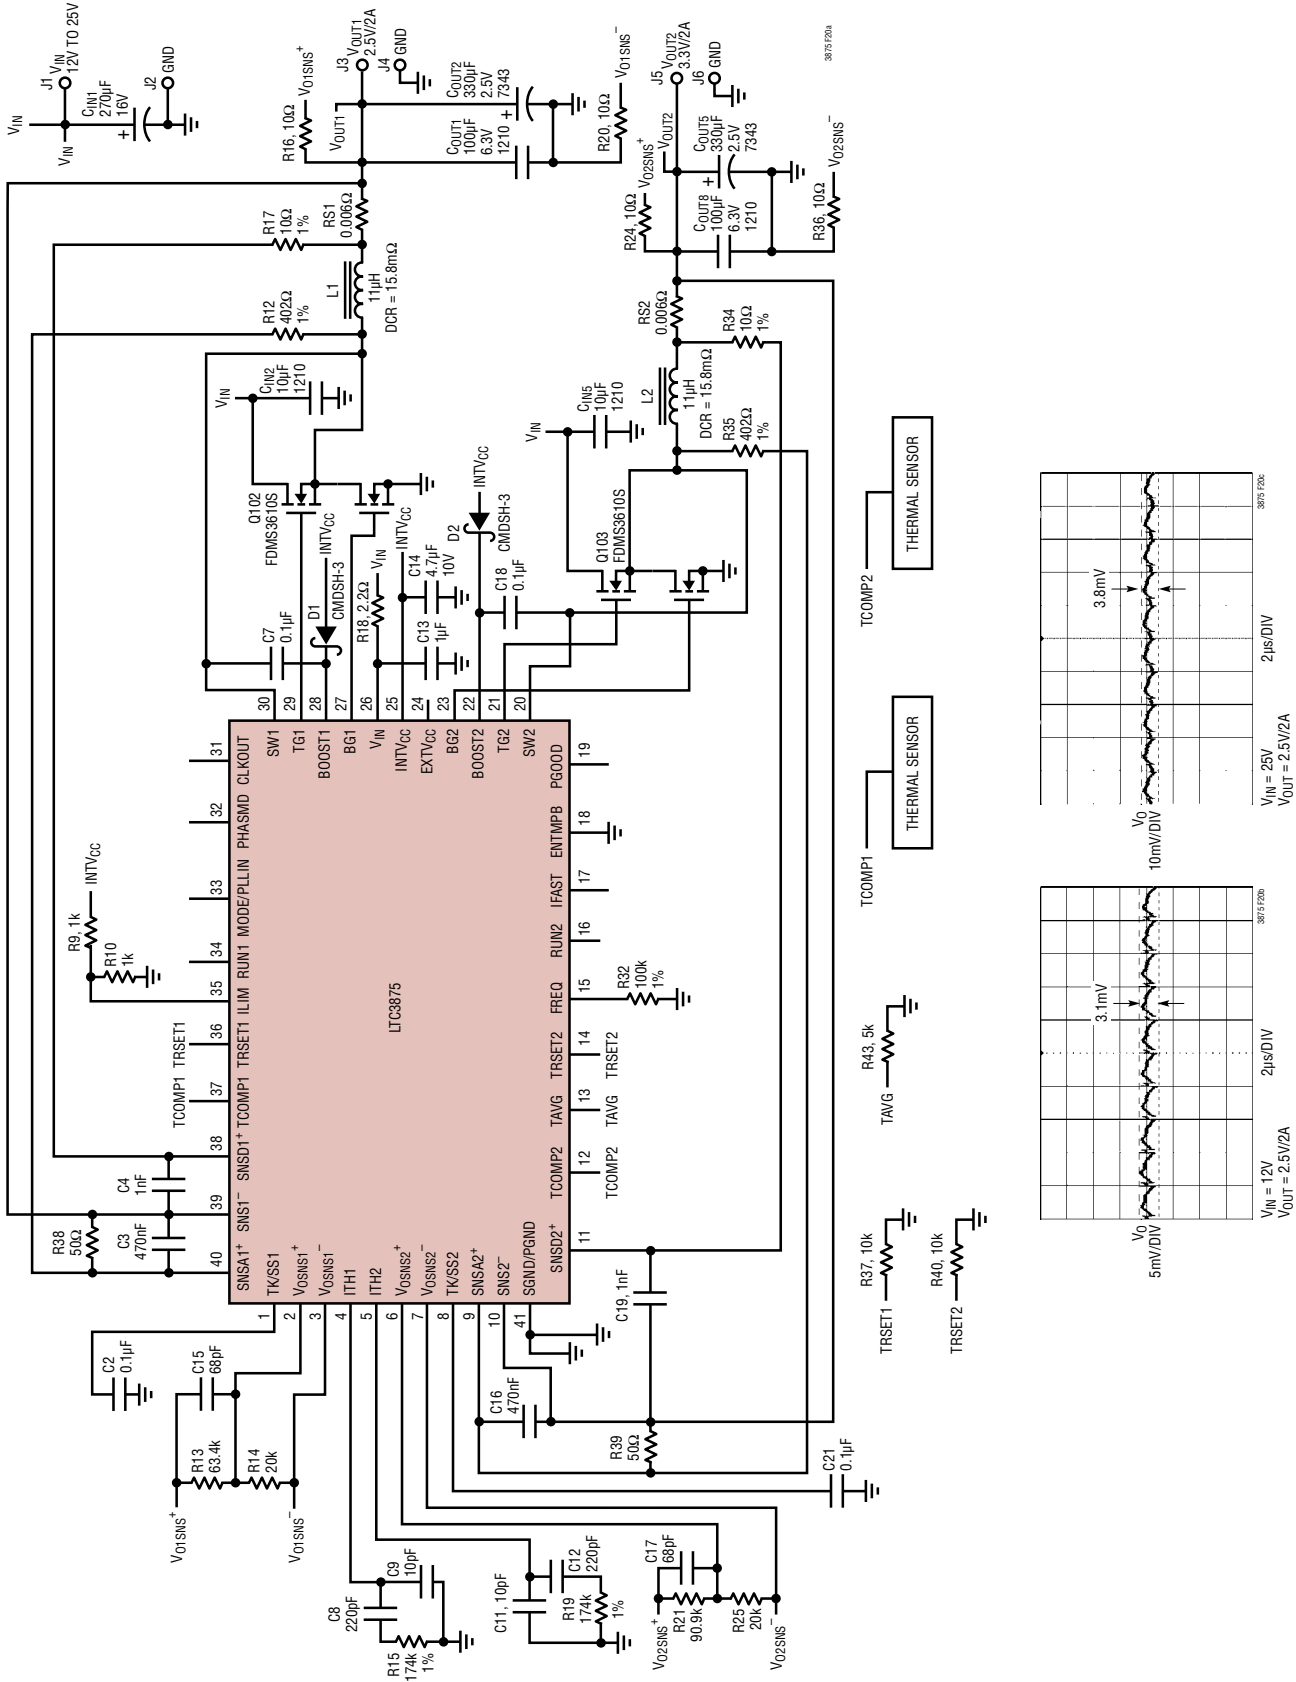 VIN
J1 VIN
12V TO 25V
CIN1
270µF
16V
+
J2
GND
VIN
R16, 10Ω
VO1SNS+
J3 VOUT1
2.5V/2A
J4 GND
VOUT1
COUT1
100µF
6.3V
1210
COUT2
330µF
2.5V
7343
+
R20, 10Ω
VO1SNS−
R17
10Ω
1%
RS1
0.006Ω
R12
402Ω
1%
L1
11µH
DCR = 15.8mΩ
R24, 10Ω
VO2SNS+
VOUT2
J5 VOUT2
3.3V/2A
J6 GND
COUT8
100µF
6.3V
1210
COUT5
330µF
2.5V
7343
+
R36, 10Ω
VO2SNS−
3875 F20a
RS2
0.006Ω
R34
10Ω
1%
L2
11µH
DCR = 15.8mΩ
R35
402Ω
1%
VIN
CIN2
10µF
1210
VIN
CIN5
10µF
1210
Q102
FDMS3610S
INTVCC
D1
CMDSH-3
C7
0.1µF
R18, 2.2Ω
VIN
INTVCC
C14
4.7µF
10V
C13
1µF
INTVCC
D2
CMDSH-3
C18
0.1µF
Q103
FDMS3610S
30
29
28
27
26
25
24
23
22
21
20
SW1
TG1
BOOST1
BG1
VIN
INTVCC
EXTVCC
BG2
BOOST2
TG2
SW2
LTC3875
31
CLKOUT
32
PHASMD
33
MODE/PLLIN
34
RUN1
35
ILIM
36
TRSET1
37
TCOMP1
38
SNSD1+
39
SNS1−
40
SNSA1+
R9, 1k
INTVCC
R10
1k
TRSET1
TCOMP1
C4
1nF
R38
50Ω
C3
470nF
PGOOD
19
ENTMPB
18
IFAST
17
RUN2
16
FREQ
15
TRSET2
14
TAVG
13
TCOMP2
12
SNSD2+
11
R32
100k
1%
TRSET2
TAVG
TCOMP2
TK/SS1
VOSNS1+
VOSNS1−
ITH1
ITH2
VOSNS2+
VOSNS2−
TK/SS2
SNSA2+
SNS2−
SGND/PGND
1
2
3
4
5
6
7
8
9
10
41
C2
0.1µF
C15
68pF
R13
63.4k
R14
20k
VO1SNS+
VO1SNS−
C9
10pF
C8
220pF
R15
174k
1%
C11, 10pF
C12
220pF
R19
174k
1%
C17
68pF
R21
90.9k
R25
20k
VO2SNS+
VO2SNS−
C16
470nF
C19, 1nF
R39
50Ω
C21
0.1µF
TCOMP2
THERMAL SENSOR
TCOMP1
THERMAL SENSOR
TAVG
R43, 5k
TRSET1
R37, 10k
TRSET2
R40, 10k
VO
5mV/DIV
3.1mV
2µs/DIV
VIN = 12V
VOUT = 2.5V/2A
3875 F20b
VO
10mV/DIV
3.8mV
2µs/DIV
VIN = 25V
VOUT = 2.5V/2A
3875 F20c